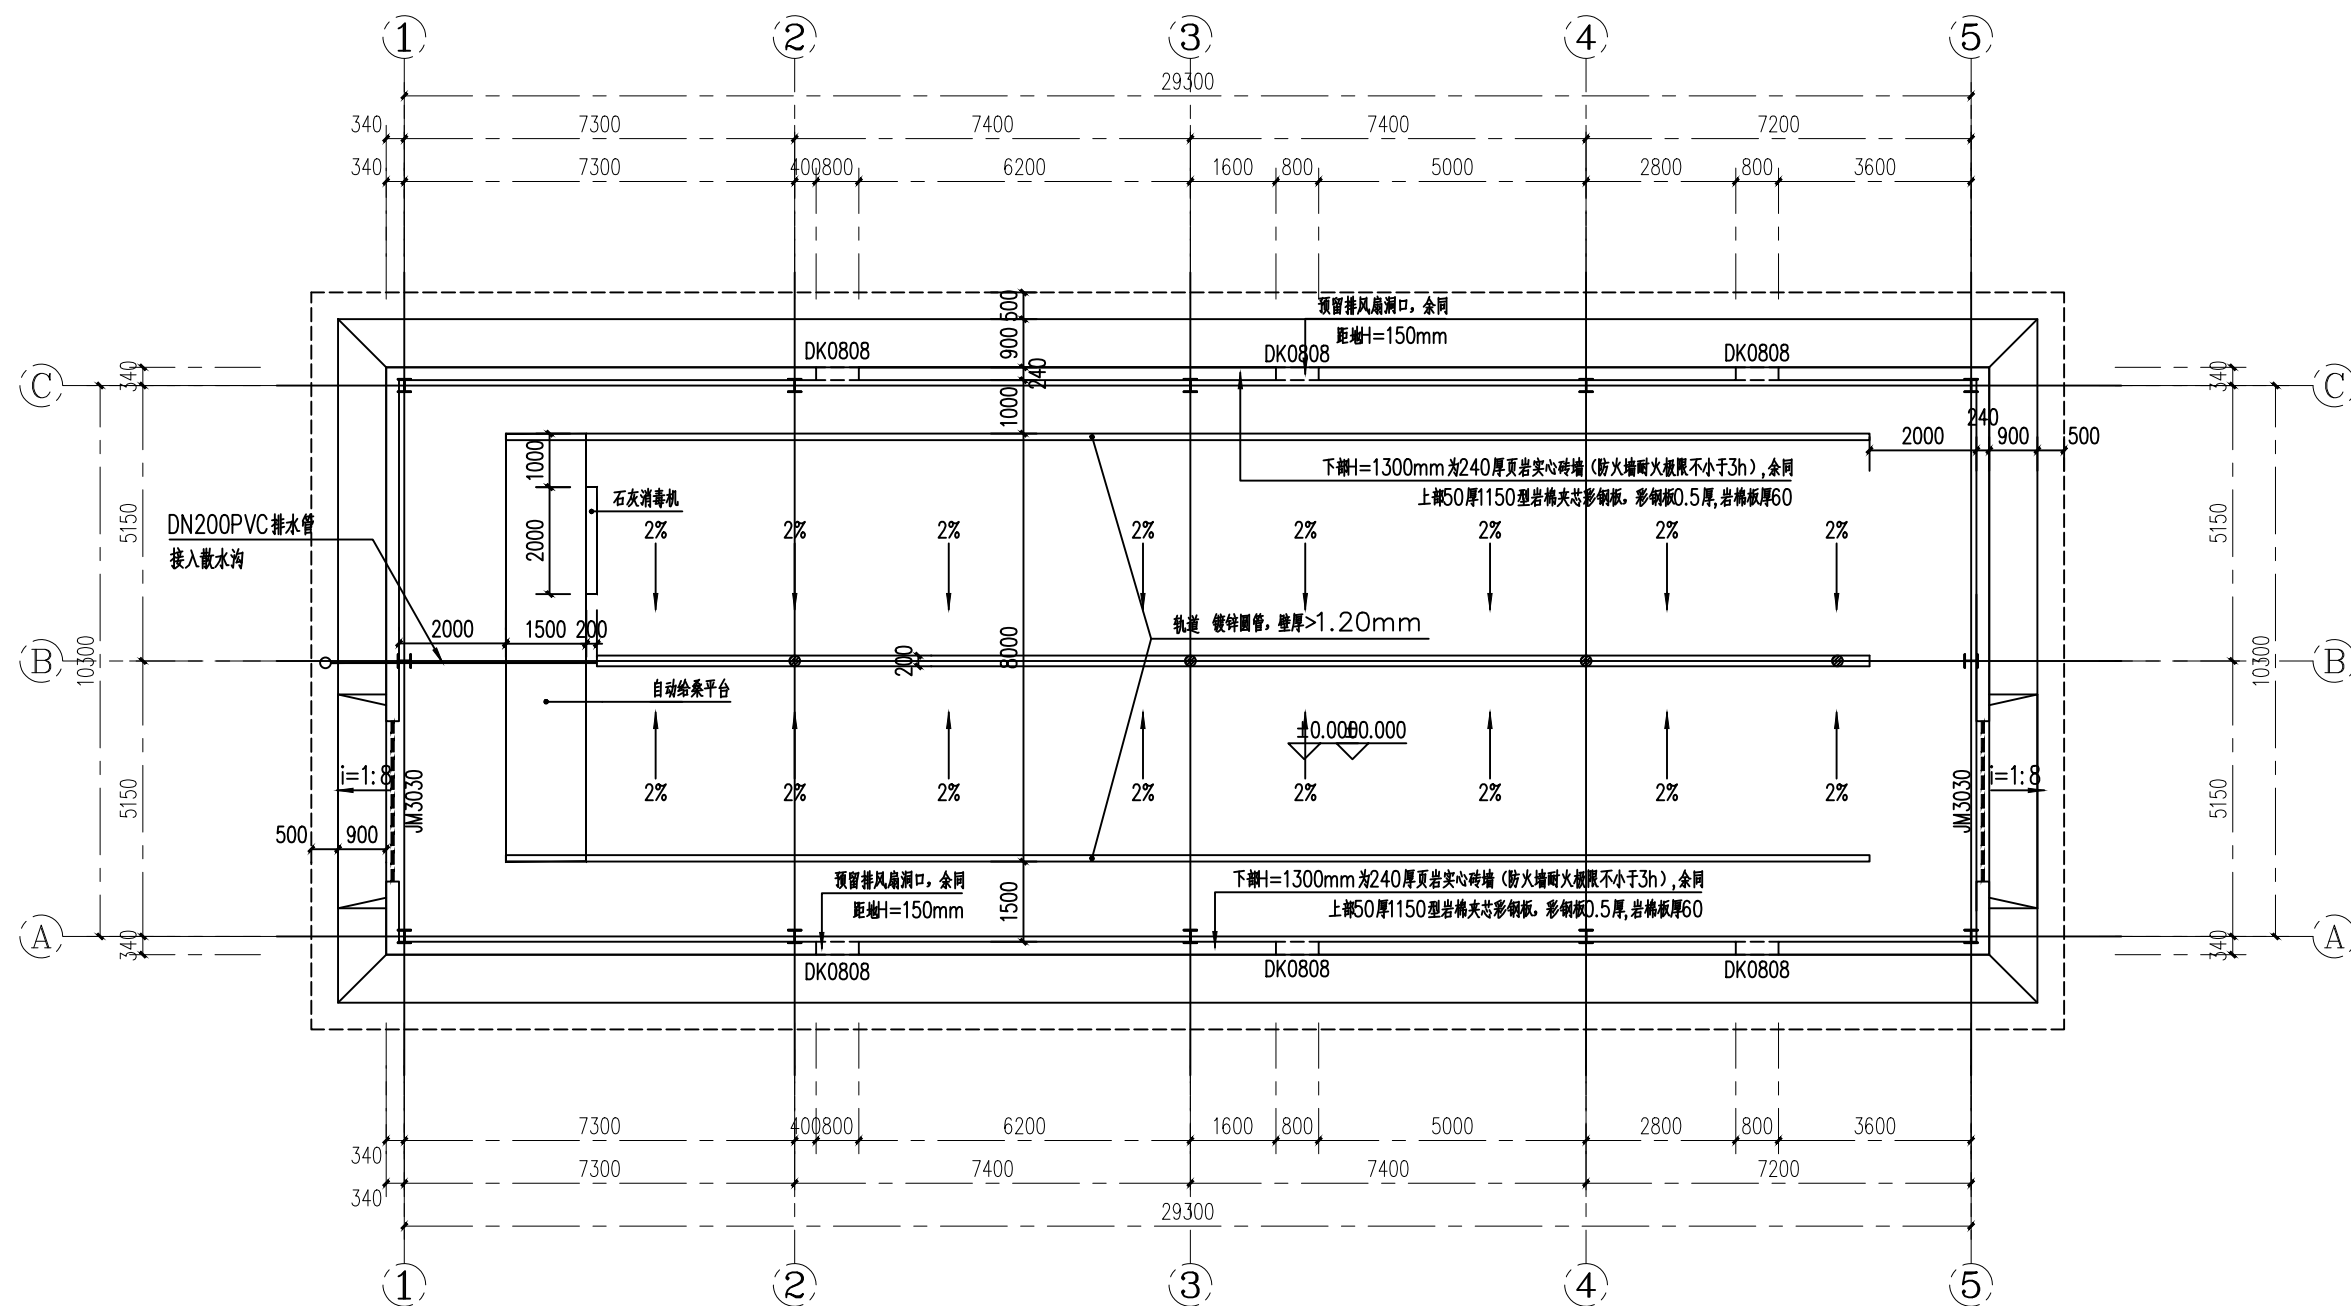 1 2 3 4 5
29300
340 7300 7400 7400 7200
340 7300 400 800 6200 1600 800 5000 2800 800 3600
500
预留排风扇洞口，余同
900
距地H=150mm
DK0808 DK0808 DK0808
C 340 240 340 C
1000
240
2000 900 500
1000
下部H=1300mm为240厚页岩实心砖墙（防火墙耐火极限不小于3h）,余同
石灰消毒机
上部50厚1150型岩棉夹芯彩钢板，彩钢板0.5厚,岩棉板厚60
DN200PVC排水管
5150 2000 5150
2% 2% 2% 2% 2% 2% 2% 2%
接入散水沟
2000 1500 200
轨道 镀锌圆管，壁厚>1.20mm
B 10300 200 8000 10300 B
自动给桑平台
±0.000 ±0.000
i=1:8 i=1:8
2% 2% 2% 2% 2% 2% 2% 2%
5150 JM3030 JM3030 5150
500 900
预留排风扇洞口，余同
下部H=1300mm为240厚页岩实心砖墙（防火墙耐火极限不小于3h）,余同
距地H=150mm
1500
上部50厚1150型岩棉夹芯彩钢板，彩钢板0.5厚,岩棉板厚60
A 340 340 A
DK0808 DK0808 DK0808
7300 400 800 6200 1600 800 5000 2800 800 3600
340
7300 7400 7400 7200
340
29300
1 2 3 4 5